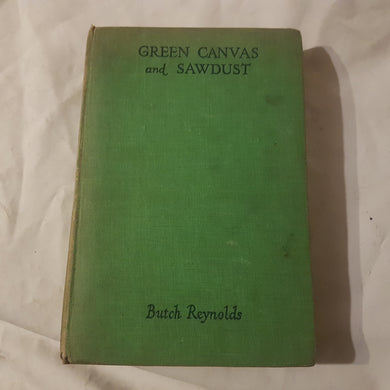 GREEN CANVAS
and SAWDUST
Butch Reynolds